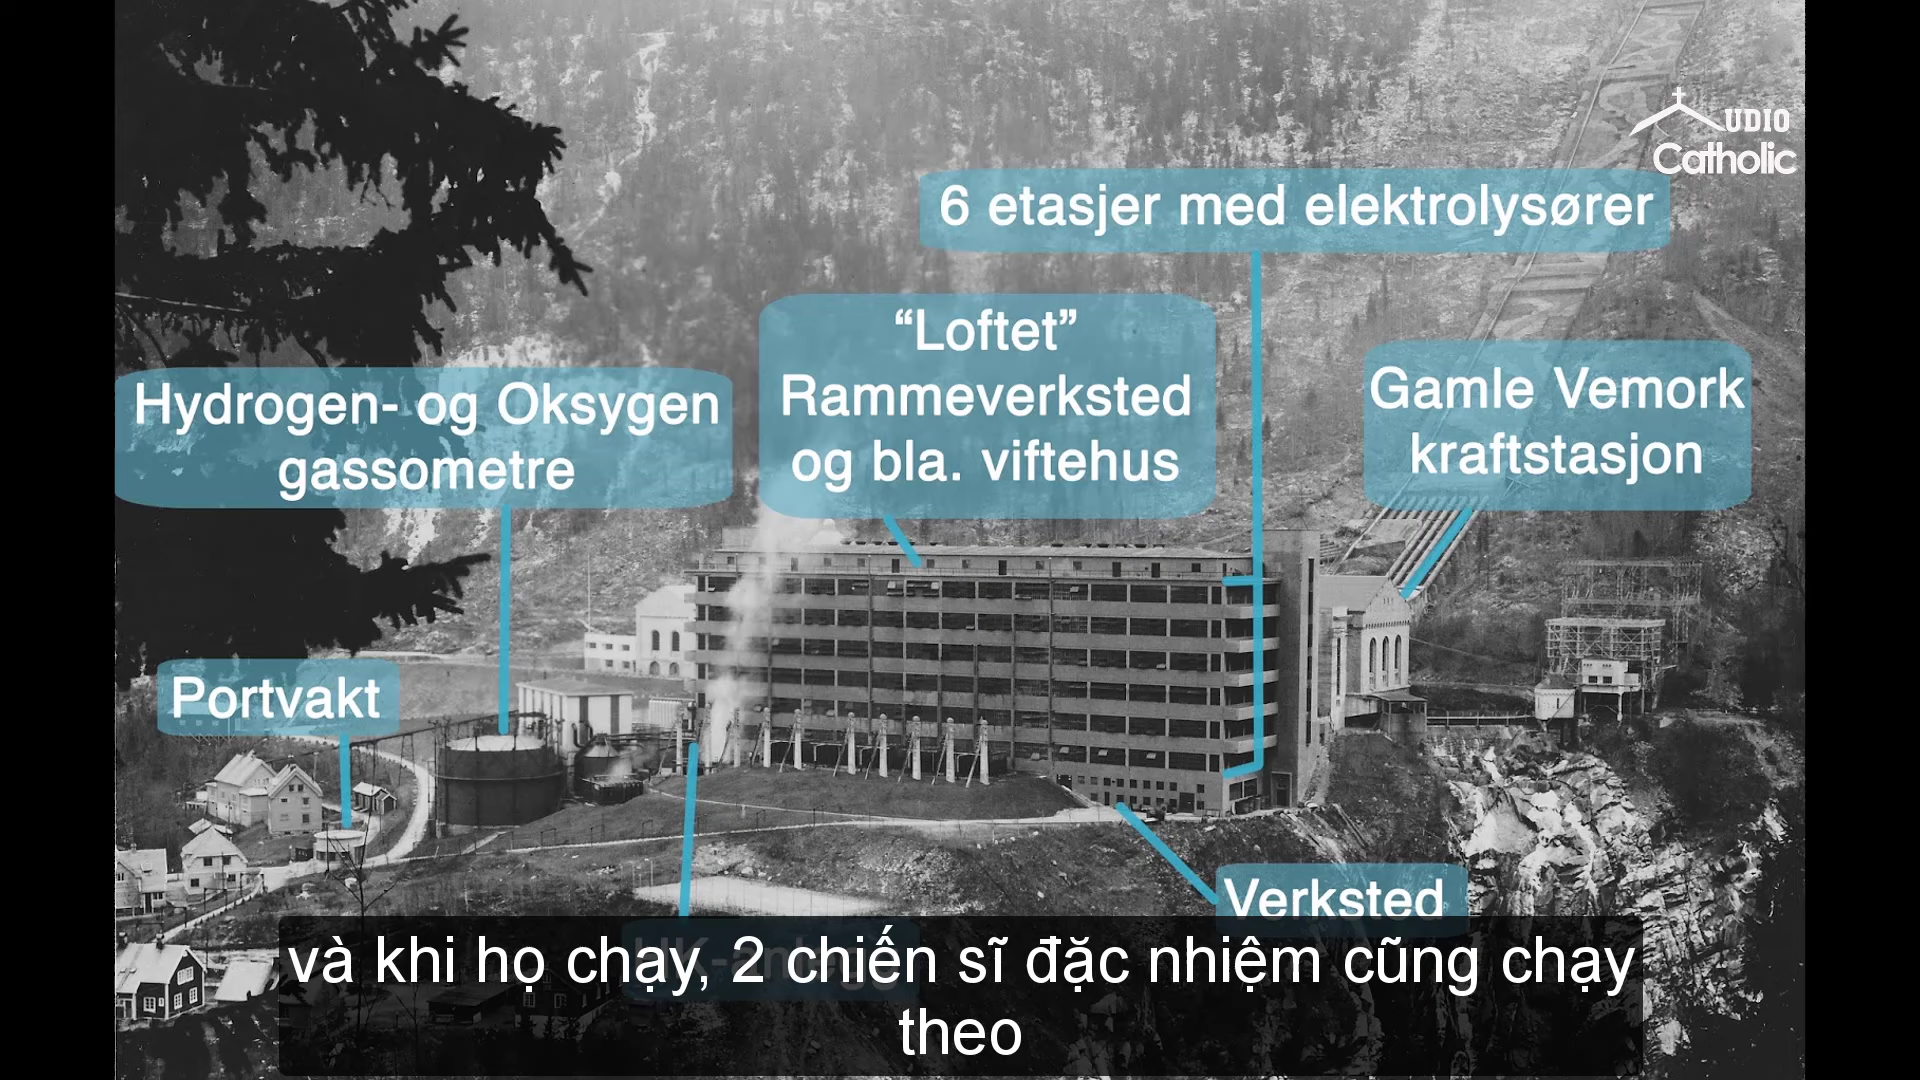 UDIO
Catholic
6 etasjer med elektrolysører
“Loftet”
Rammeverksted
og bla. viftehus
Gamle Vemork
kraftstasjon
Hydrogen- og Oksygen
gassometre
Portvakt
Verksted
và khi họ chạy, 2 chiến sĩ đặc nhiệm cũng chạy
theo